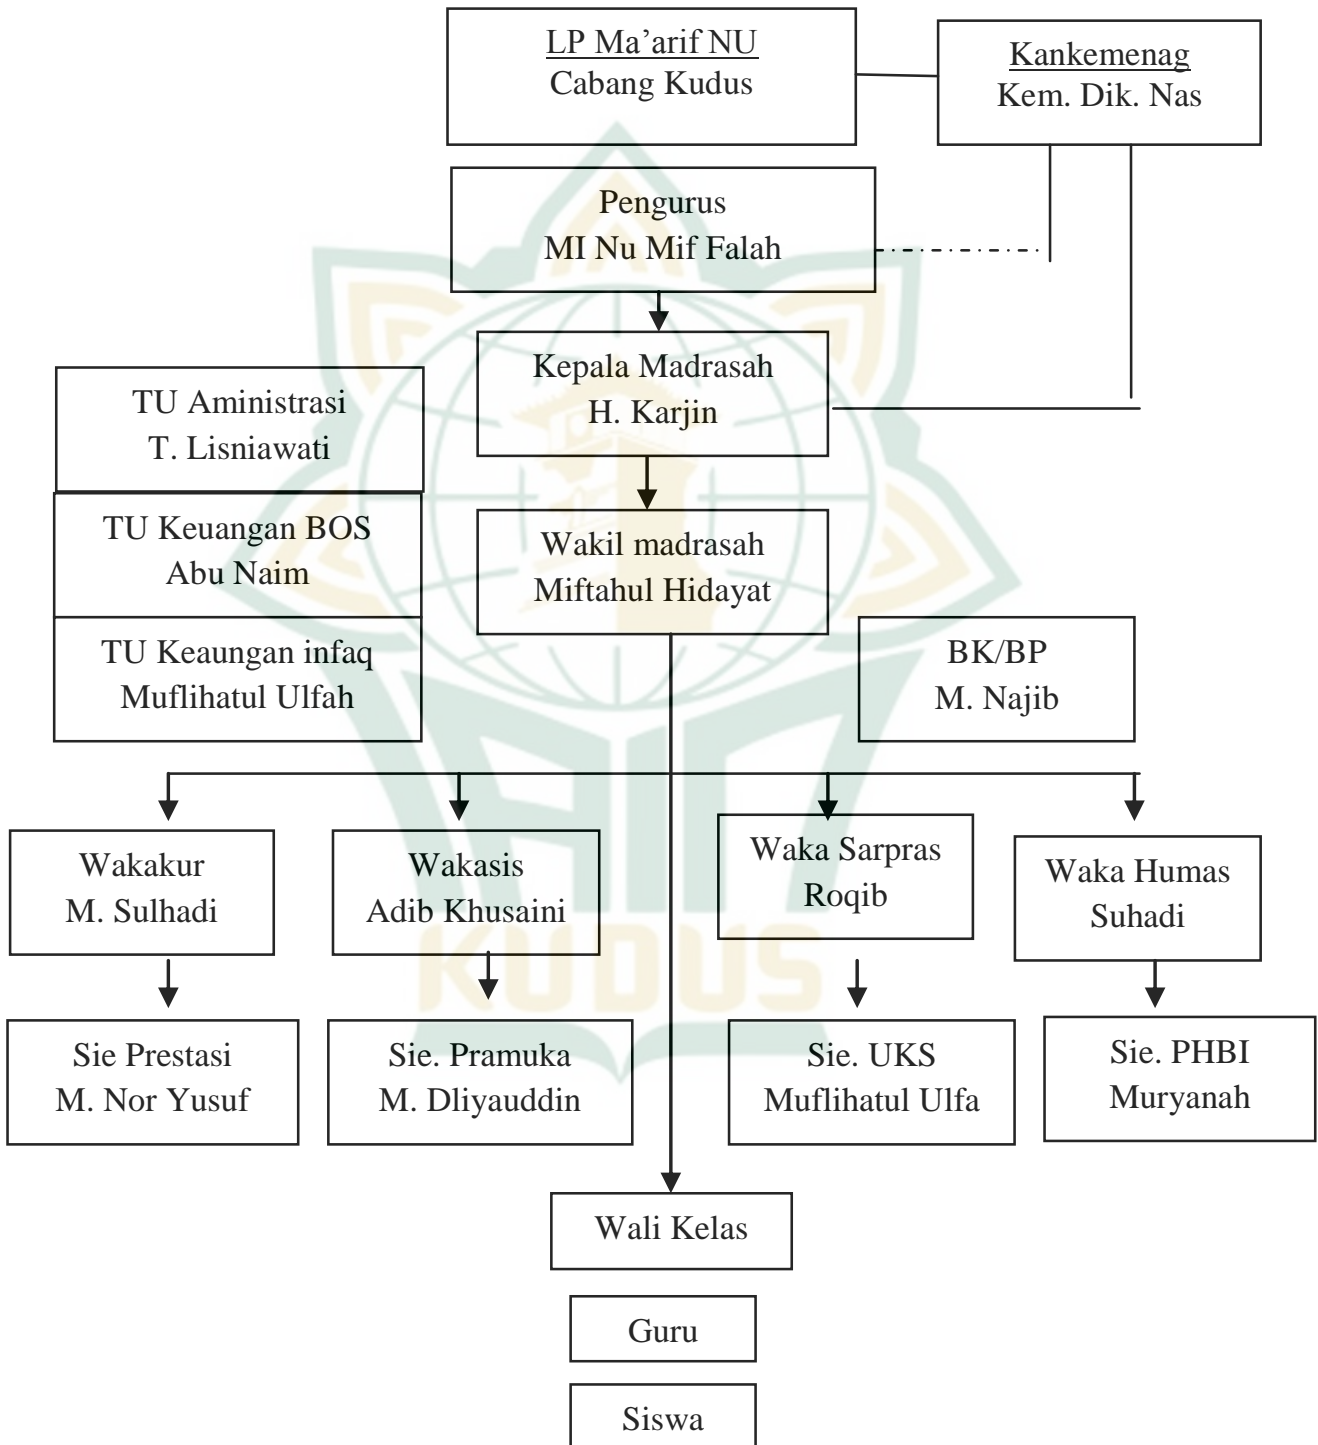 LP Ma’arif NU
Cabang Kudus
Kankemenag
Kem. Dik. Nas
Pengurus
MI Nu Mif Falah
Kepala Madrasah
H. Karjin
TU Aministrasi
T. Lisniawati
TU Keuangan BOS
Abu Naim
Wakil madrasah
Miftahul Hidayat
TU Keaungan infaq
Muflihatul Ulfah
BK/BP
M. Najib
Wakakur
M. Sulhadi
Wakasis
Adib Khusaini
Waka Sarpras
Roqib
Waka Humas
Suhadi
Sie Prestasi
M. Nor Yusuf
Sie. Pramuka
M. Dliyauddin
Sie. UKS
Muflihatul Ulfa
Sie. PHBI
Muryanah
Wali Kelas
Guru
Siswa
IAIN
KUDUS